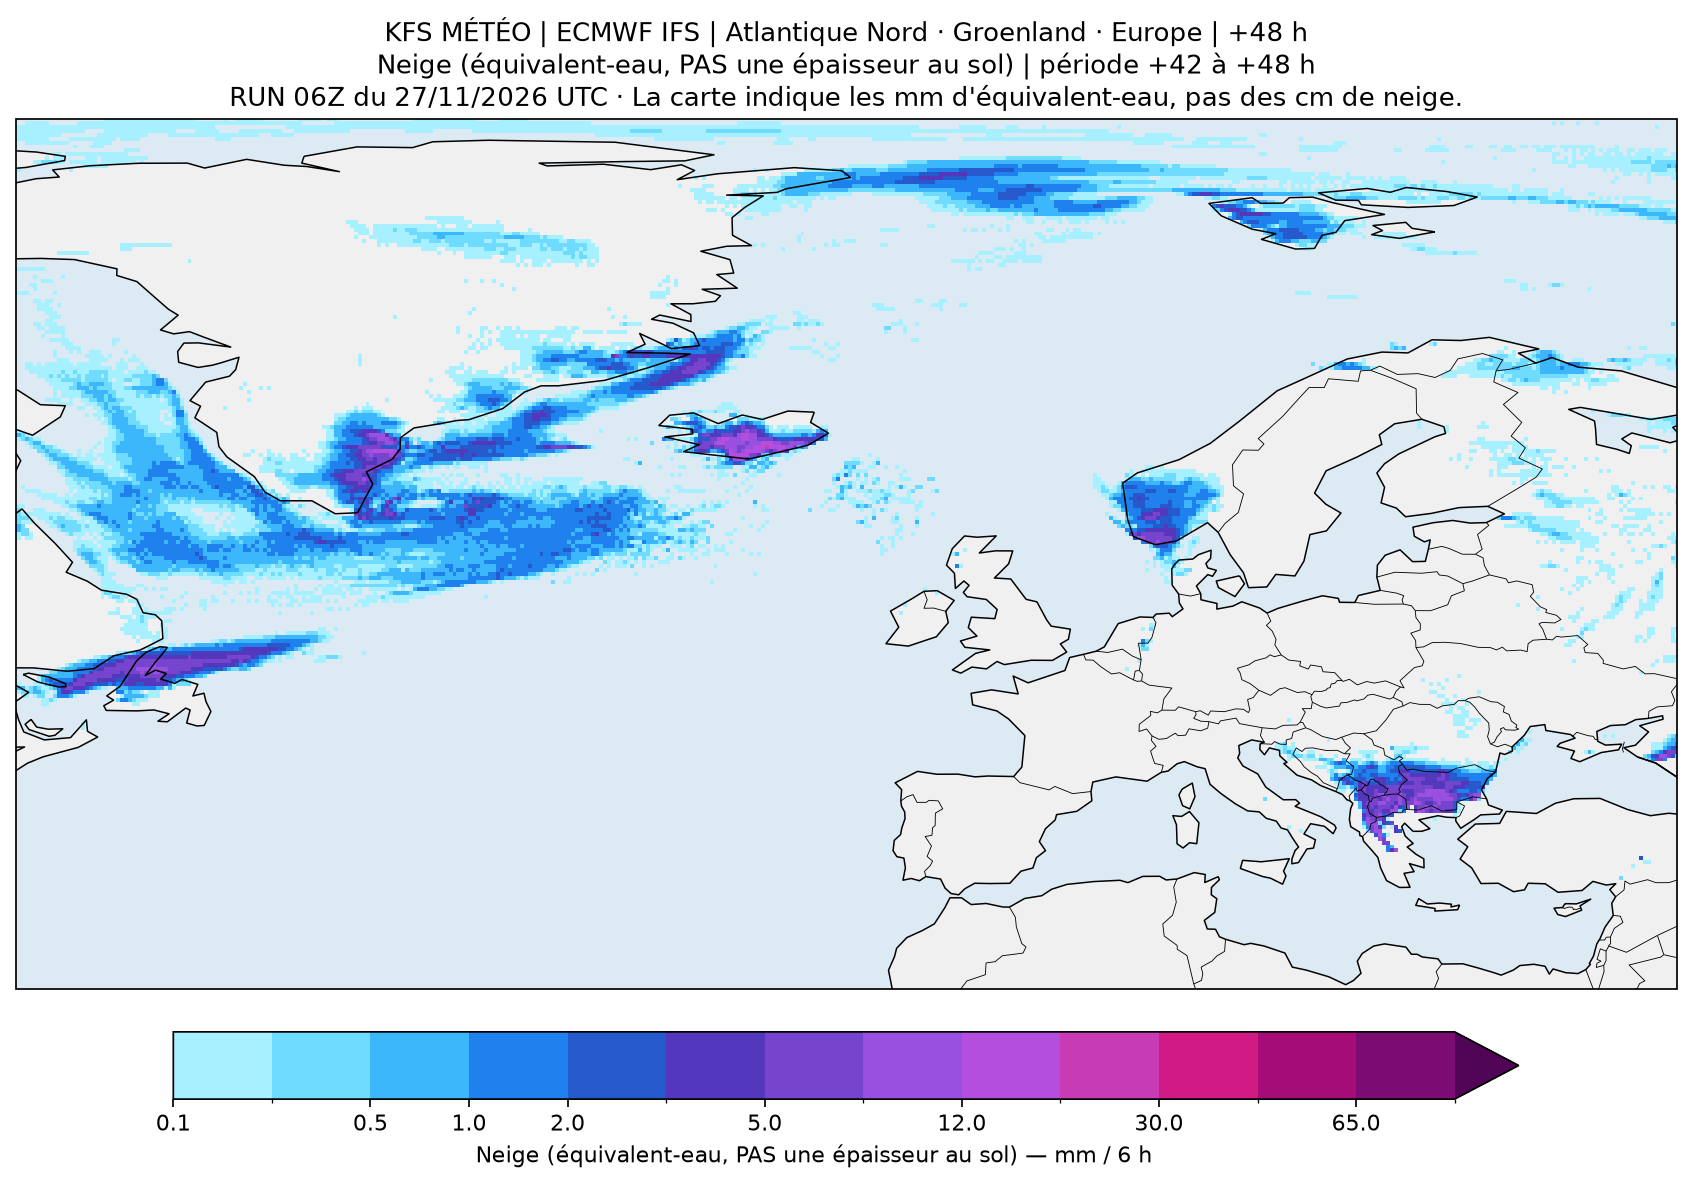 KFS MÉTÉO | ECMWF IFS | Atlantique Nord · Groenland · Europe | +48 h
Neige (équivalent-eau, PAS une épaisseur au sol) | période +42 à +48 h
RUN 06Z du 27/11/2026 UTC · La carte indique les mm d'équivalent-eau, pas des cm de neige.
0.1 0.5 1.0 2.0 5.0 12.0 30.0 65.0
Neige (équivalent-eau, PAS une épaisseur au sol) — mm / 6 h